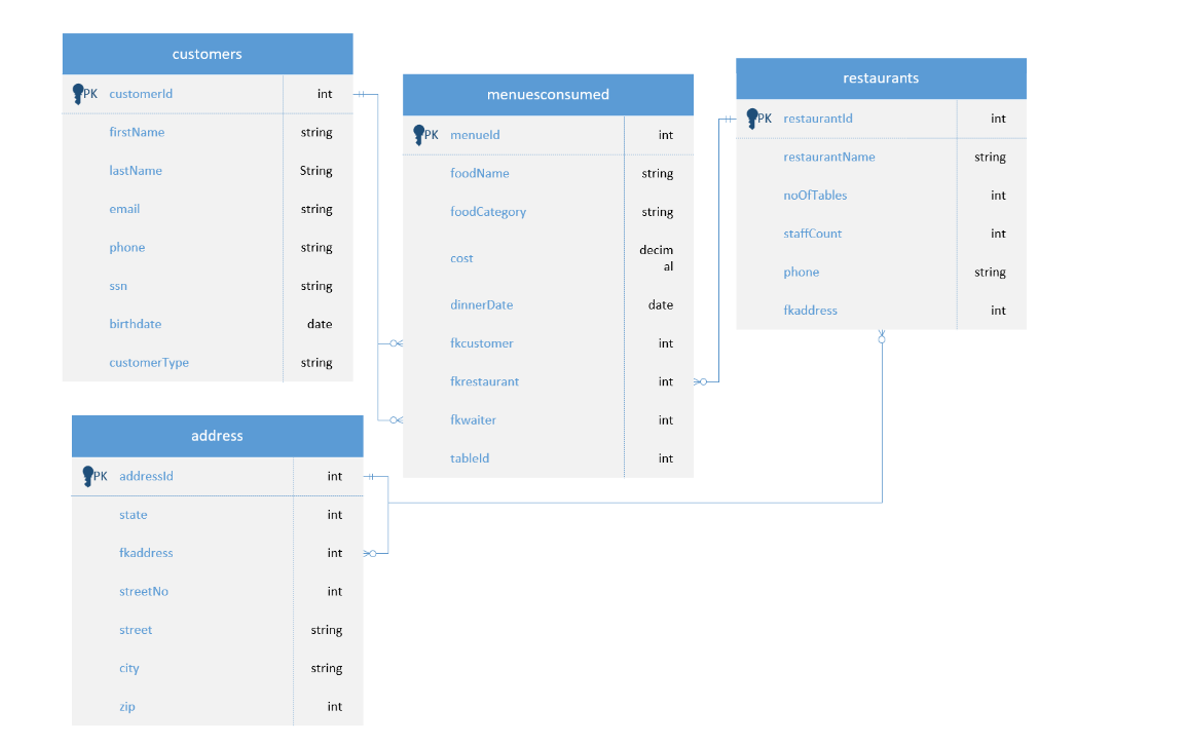 customers
PK customerId int
firstName string
lastName String
email string
phone string
ssn string
birthdate date
customerType string
menuesconsumed
PK menueId int
foodName string
foodCategory string
cost decim
al
dinnerDate date
fkcustomer int
fkrestaurant int
fkwaiter int
tableId int
restaurants
PK restaurantId int
restaurantName string
noOfTables int
staffCount int
phone string
fkaddress int
address
PK addressId int
state int
fkaddress int
streetNo int
street string
city string
zip int